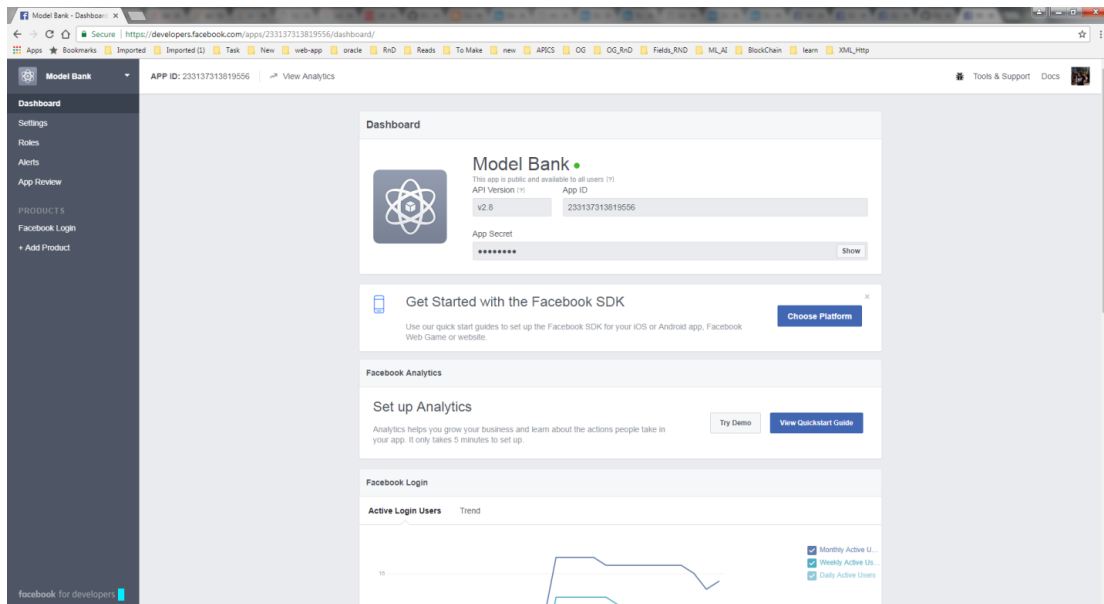 Model Bank - Dashboard
Secure | https://developers.facebook.com/apps/233137313819556/dashboard/
Apps Bookmarks Imported Imported (1) Task New web-app oracle RnD Reads To Make new APICS OG OG_RnD Fields_RND ML_AI BlockChain learn XML_Http
Model Bank APP ID: 233137313819556 View Analytics Tools & Support Docs
Dashboard
Settings
Roles
Alerts
App Review
PRODUCTS
Facebook Login
+ Add Product
facebook for developers
Dashboard
Model Bank
This app is public and available to all users [?]
API Version [?] App ID
v2.8 233137313819556
App Secret
●●●●●●●● Show
Get Started with the Facebook SDK
Use our quick start guides to set up the Facebook SDK for your iOS or Android app, Facebook
Web Game or website.
Choose Platform
Facebook Analytics
Set up Analytics
Analytics helps you grow your business and learn about the actions people take in
your app. It only takes 5 minutes to set up.
Try Demo View Quickstart Guide
Facebook Login
Active Login Users Trend
15
Monthly Active U...
Weekly Active Us...
Daily Active Users